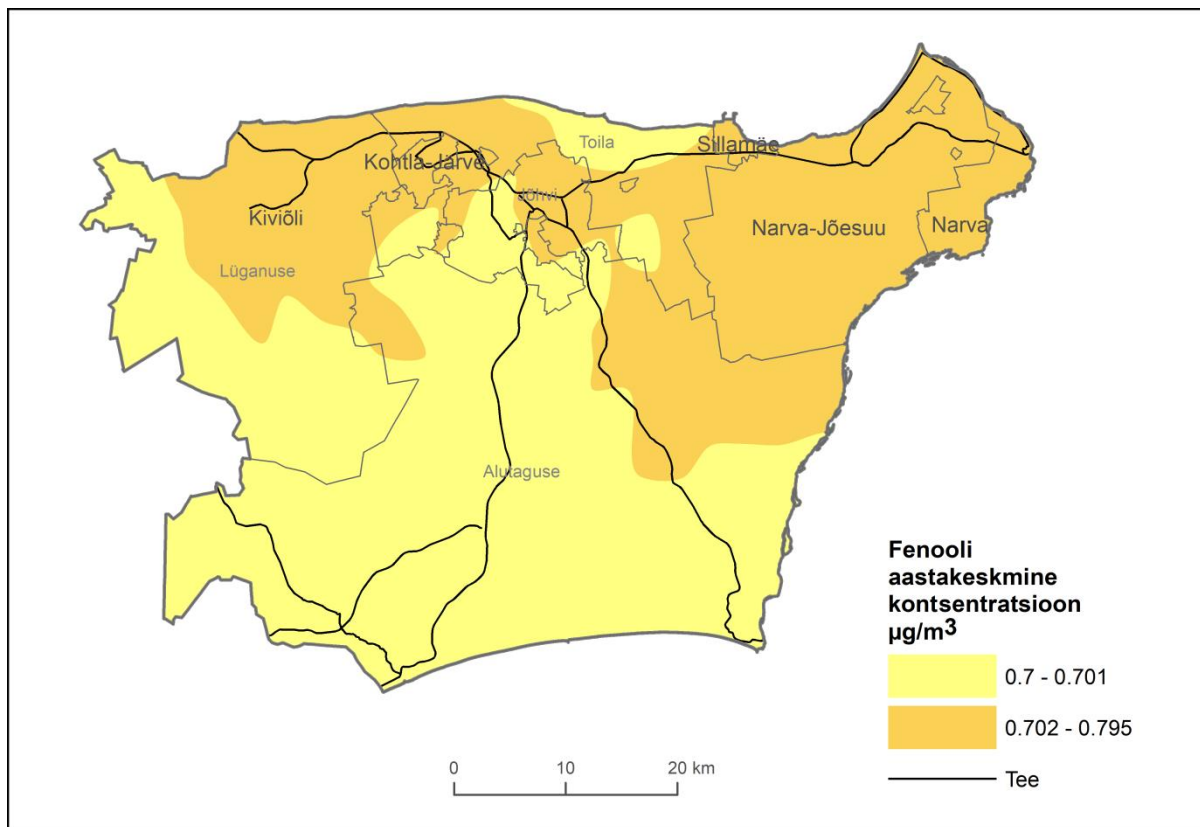 Toila
Sillamäe
Kohtla-Järve
Jõhvi
Kiviõli
Narva-Jõesuu
Narva
Lüganuse
Alutaguse
Fenooli
aastakeskmine
kontsentratsioon
µg/m³
0.7 - 0.701
0.702 - 0.795
Tee
0 10 20 km